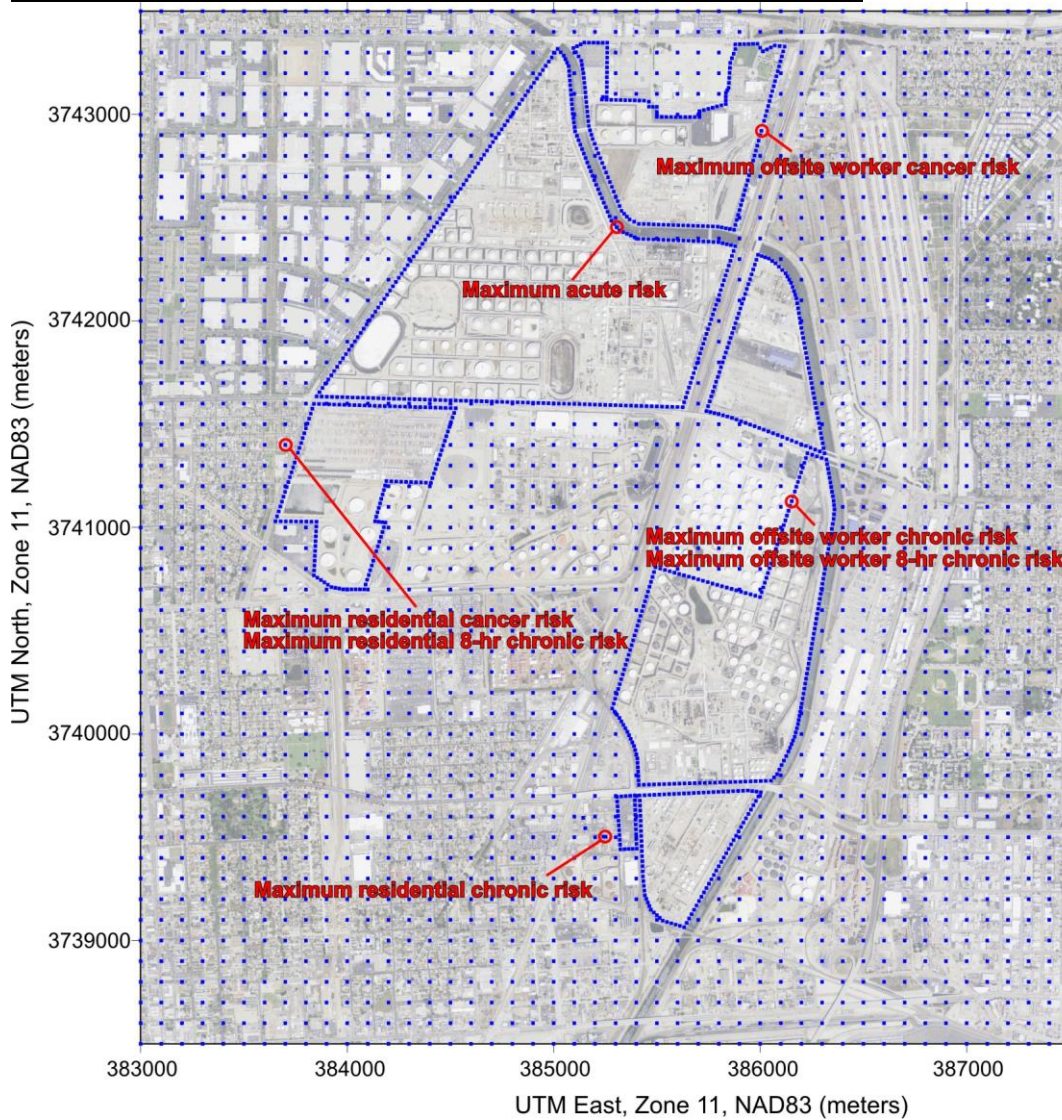 3743000
Maximum offsite worker cancer risk
Maximum acute risk
3742000
UTM North, Zone 11, NAD83 (meters)
3741000
Maximum offsite worker chronic risk
Maximum offsite worker 8-hr chronic risk
Maximum residential cancer risk
Maximum residential 8-hr chronic risk
3740000
Maximum residential chronic risk
3739000
383000
384000
385000
386000
387000
UTM East, Zone 11, NAD83 (meters)